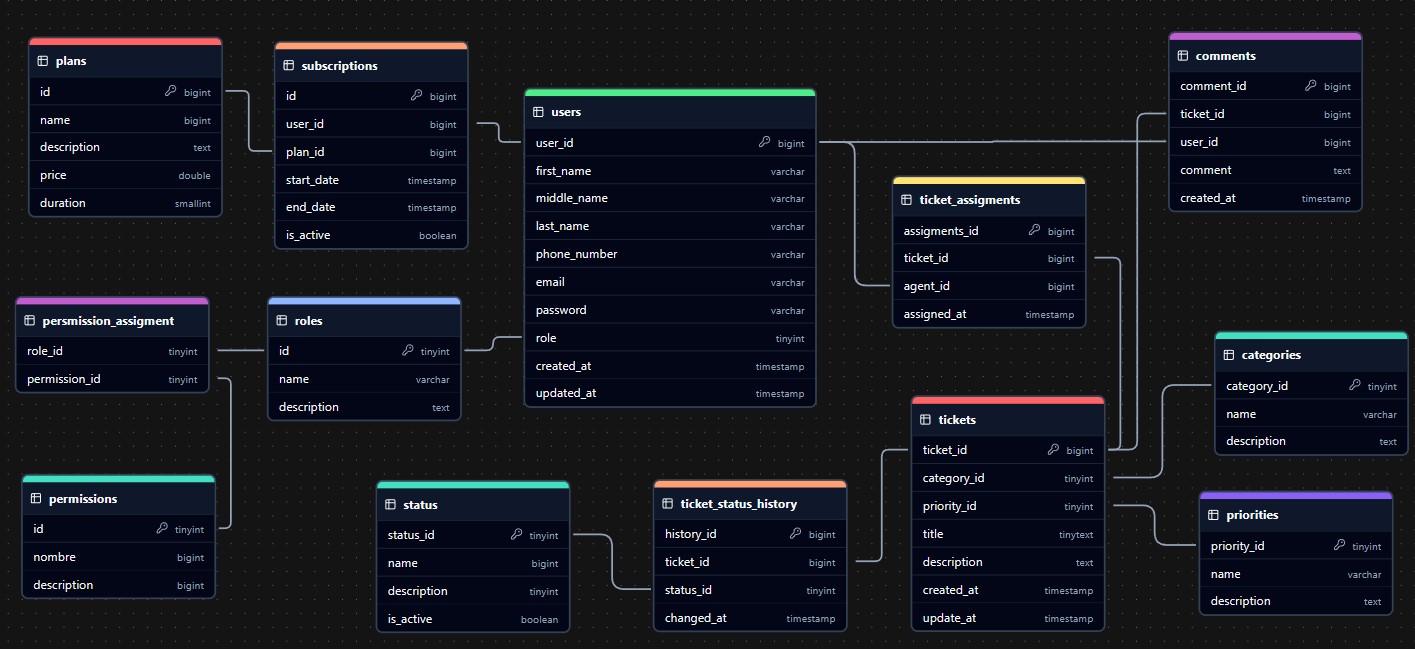 plans
id bigint
name bigint
description text
price double
duration smallint
subscriptions
id bigint
user_id bigint
plan_id bigint
start_date timestamp
end_date timestamp
is_active boolean
users
user_id bigint
first_name varchar
middle_name varchar
last_name varchar
phone_number varchar
email varchar
password varchar
role tinyint
created_at timestamp
updated_at timestamp
comments
comment_id bigint
ticket_id bigint
user_id bigint
comment text
created_at timestamp
ticket_assigments
assigments_id bigint
ticket_id bigint
agent_id bigint
assigned_at timestamp
persmission_assigment
role_id tinyint
permission_id tinyint
roles
id tinyint
name varchar
description text
categories
category_id tinyint
name varchar
description text
tickets
ticket_id bigint
category_id tinyint
priority_id tinyint
title tinytext
description text
created_at timestamp
update_at timestamp
permissions
id tinyint
nombre bigint
description bigint
status
status_id tinyint
name bigint
description tinyint
is_active boolean
ticket_status_history
history_id bigint
ticket_id bigint
status_id tinyint
changed_at timestamp
priorities
priority_id tinyint
name varchar
description text